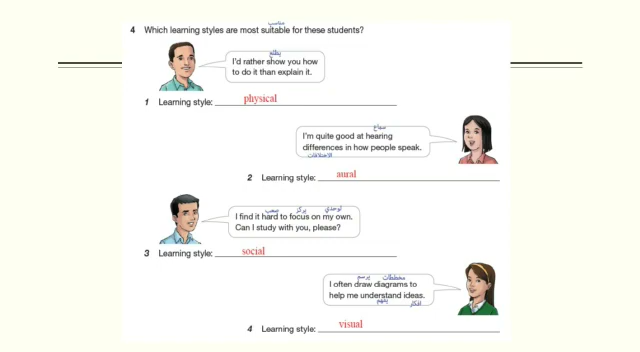 مناسب
4 Which learning styles are most suitable for these students?
يطلع
I'd rather show you how
to do it than explain it.
1 Learning style: physical
سماع
I'm quite good at hearing
differences in how people speak.
الاختلافات
2 Learning style: aural
صعب يركز لوحدي
I find it hard to focus on my own.
Can I study with you, please?
3 Learning style: social
يرسم مخططات
I often draw diagrams to
help me understand ideas.
يفهم افكار
4 Learning style: visual